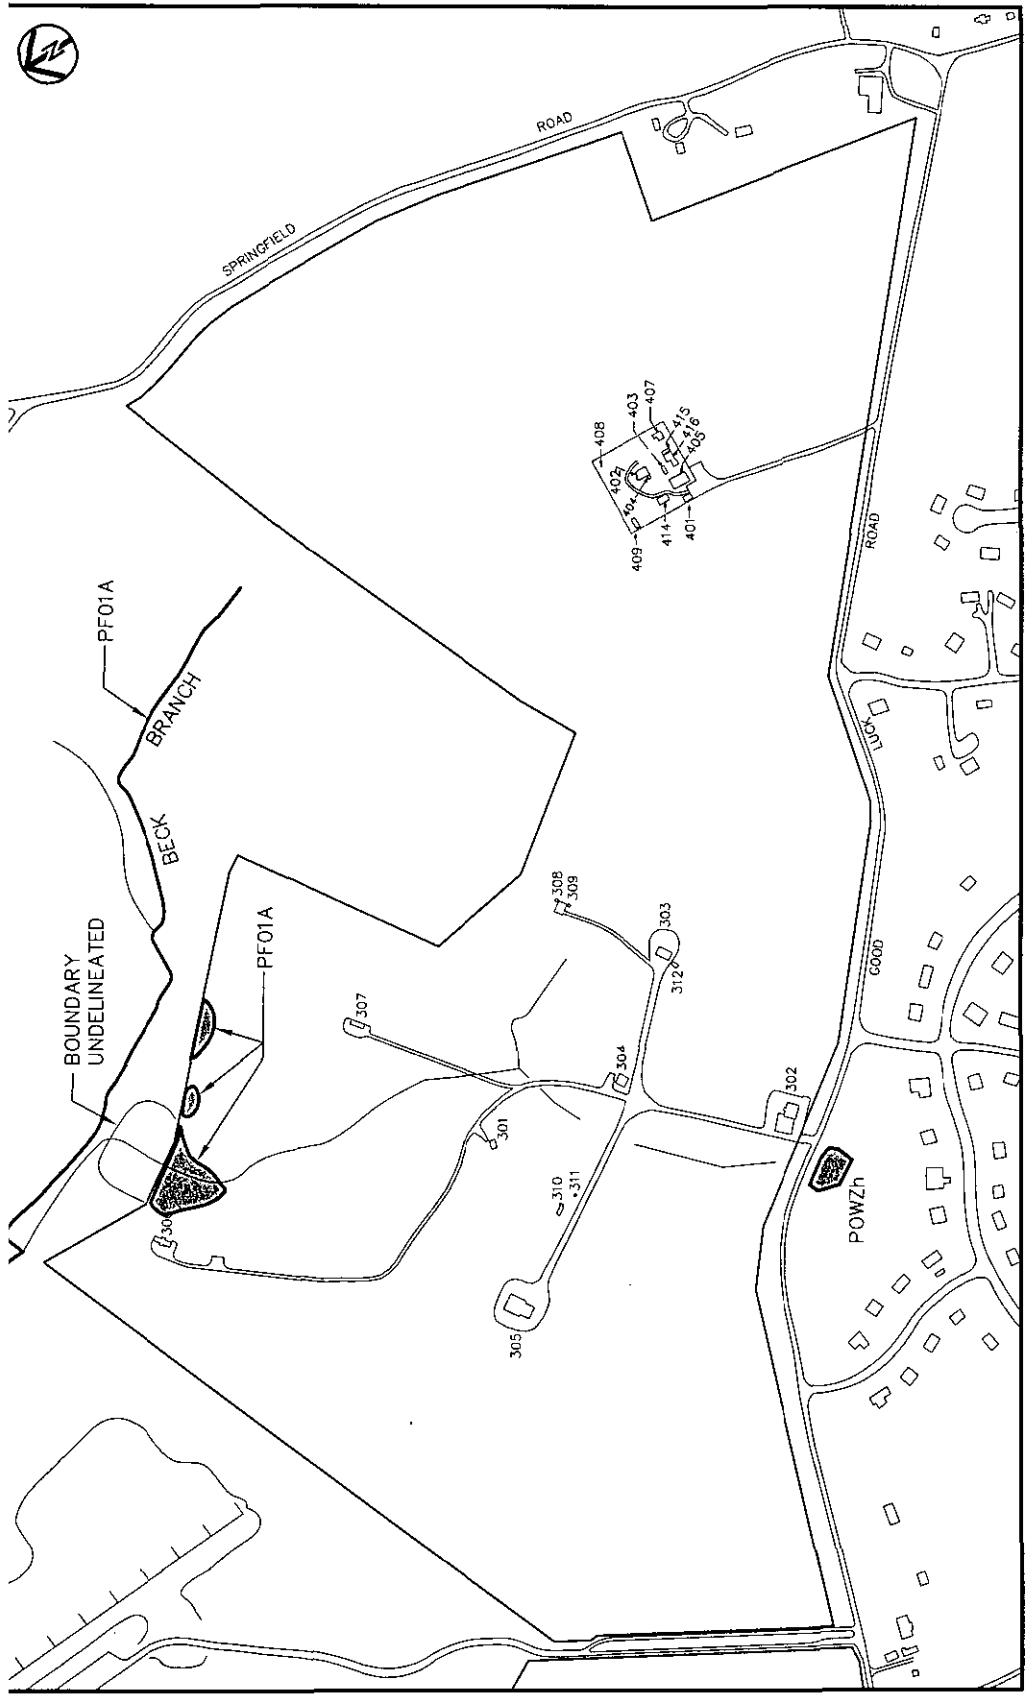 N
SPRINGFIELD
ROAD
PF01A
BECK
BRANCH
BOUNDARY
UNDELINEATED
PF01A
403
407
408
415
416
405
402
404
414
401
409
ROAD
LUCK
GOOD
308
309
303
312
307
304
302
301
310
311
305
POWZh